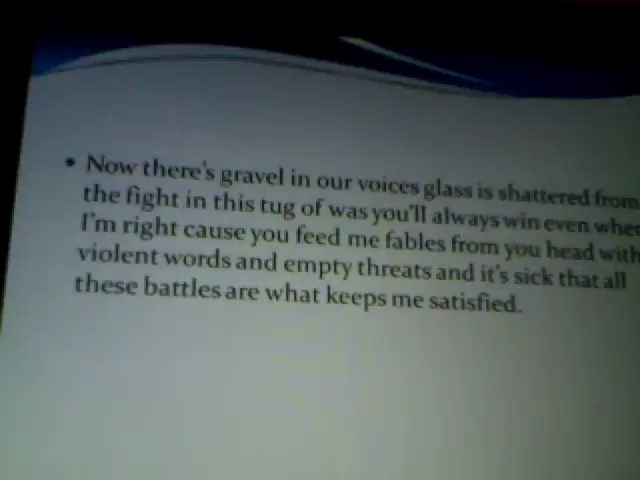 • Now there's gravel in our voices glass is shattered from
the fight in this tug of was you'll always win even
I'm right cause you feed me fables from you head with
violent words and empty threats and it's sick that all
these battles are what keeps me satisfied.